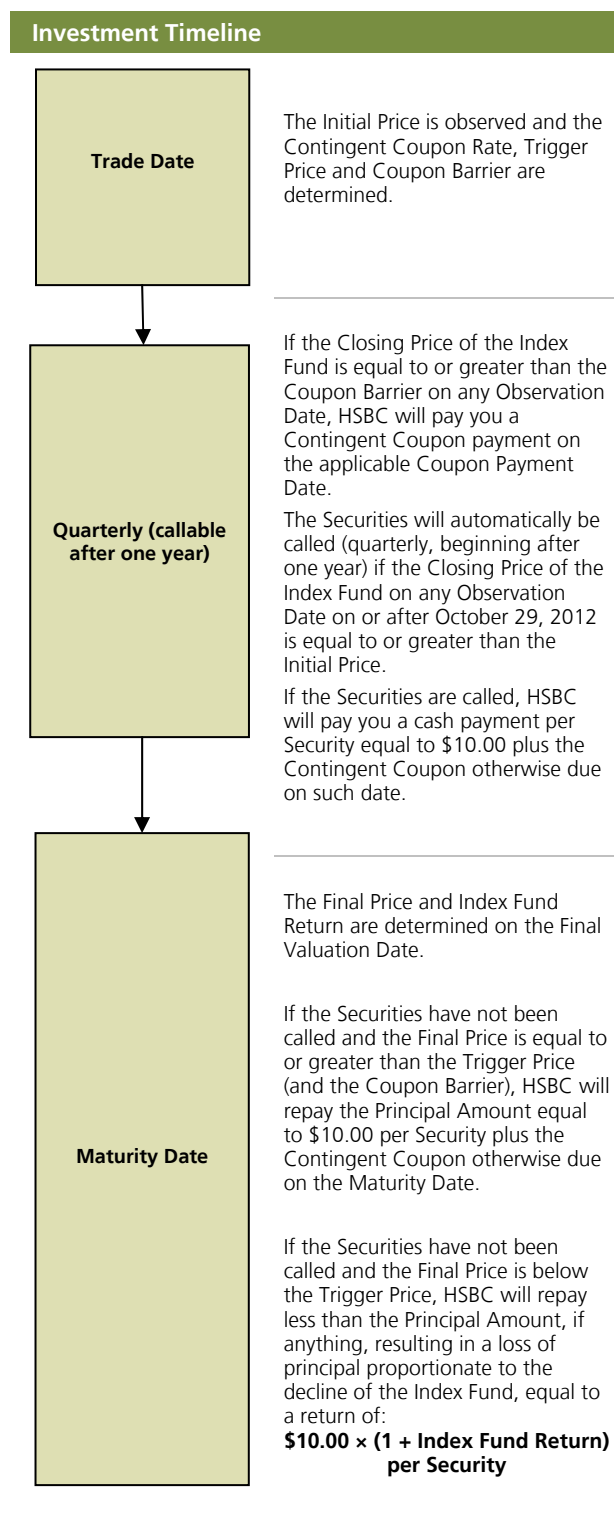 Investment Timeline
Trade Date
The Initial Price is observed and the
Contingent Coupon Rate, Trigger
Price and Coupon Barrier are
determined.
Quarterly (callable
after one year)
If the Closing Price of the Index
Fund is equal to or greater than the
Coupon Barrier on any Observation
Date, HSBC will pay you a
Contingent Coupon payment on
the applicable Coupon Payment
Date.
The Securities will automatically be
called (quarterly, beginning after
one year) if the Closing Price of the
Index Fund on any Observation
Date on or after October 29, 2012
is equal to or greater than the
Initial Price.
If the Securities are called, HSBC
will pay you a cash payment per
Security equal to $10.00 plus the
Contingent Coupon otherwise due
on such date.
Maturity Date
The Final Price and Index Fund
Return are determined on the Final
Valuation Date.
If the Securities have not been
called and the Final Price is equal to
or greater than the Trigger Price
(and the Coupon Barrier), HSBC will
repay the Principal Amount equal
to $10.00 per Security plus the
Contingent Coupon otherwise due
on the Maturity Date.
If the Securities have not been
called and the Final Price is below
the Trigger Price, HSBC will repay
less than the Principal Amount, if
anything, resulting in a loss of
principal proportionate to the
decline of the Index Fund, equal to
a return of:
$10.00 × (1 + Index Fund Return)
per Security